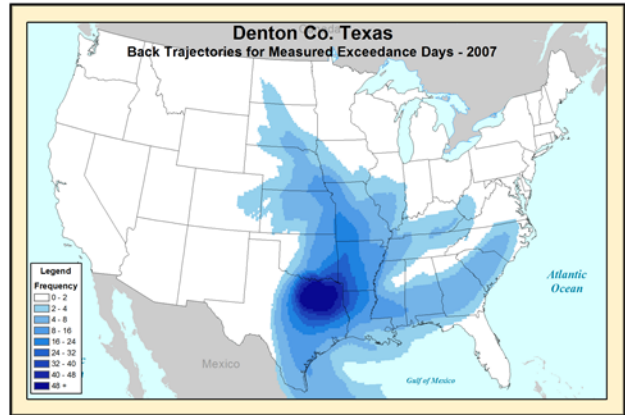 Canada
Denton Co. Texas
Back Trajectories for Measured Exceedance Days - 2007
Legend
Frequency
0 - 2
2 - 4
4 - 8
8 - 16
16 - 24
24 - 32
32 - 40
40 - 48
48 +
Atlantic
Ocean
Mexico
Gulf of Mexico